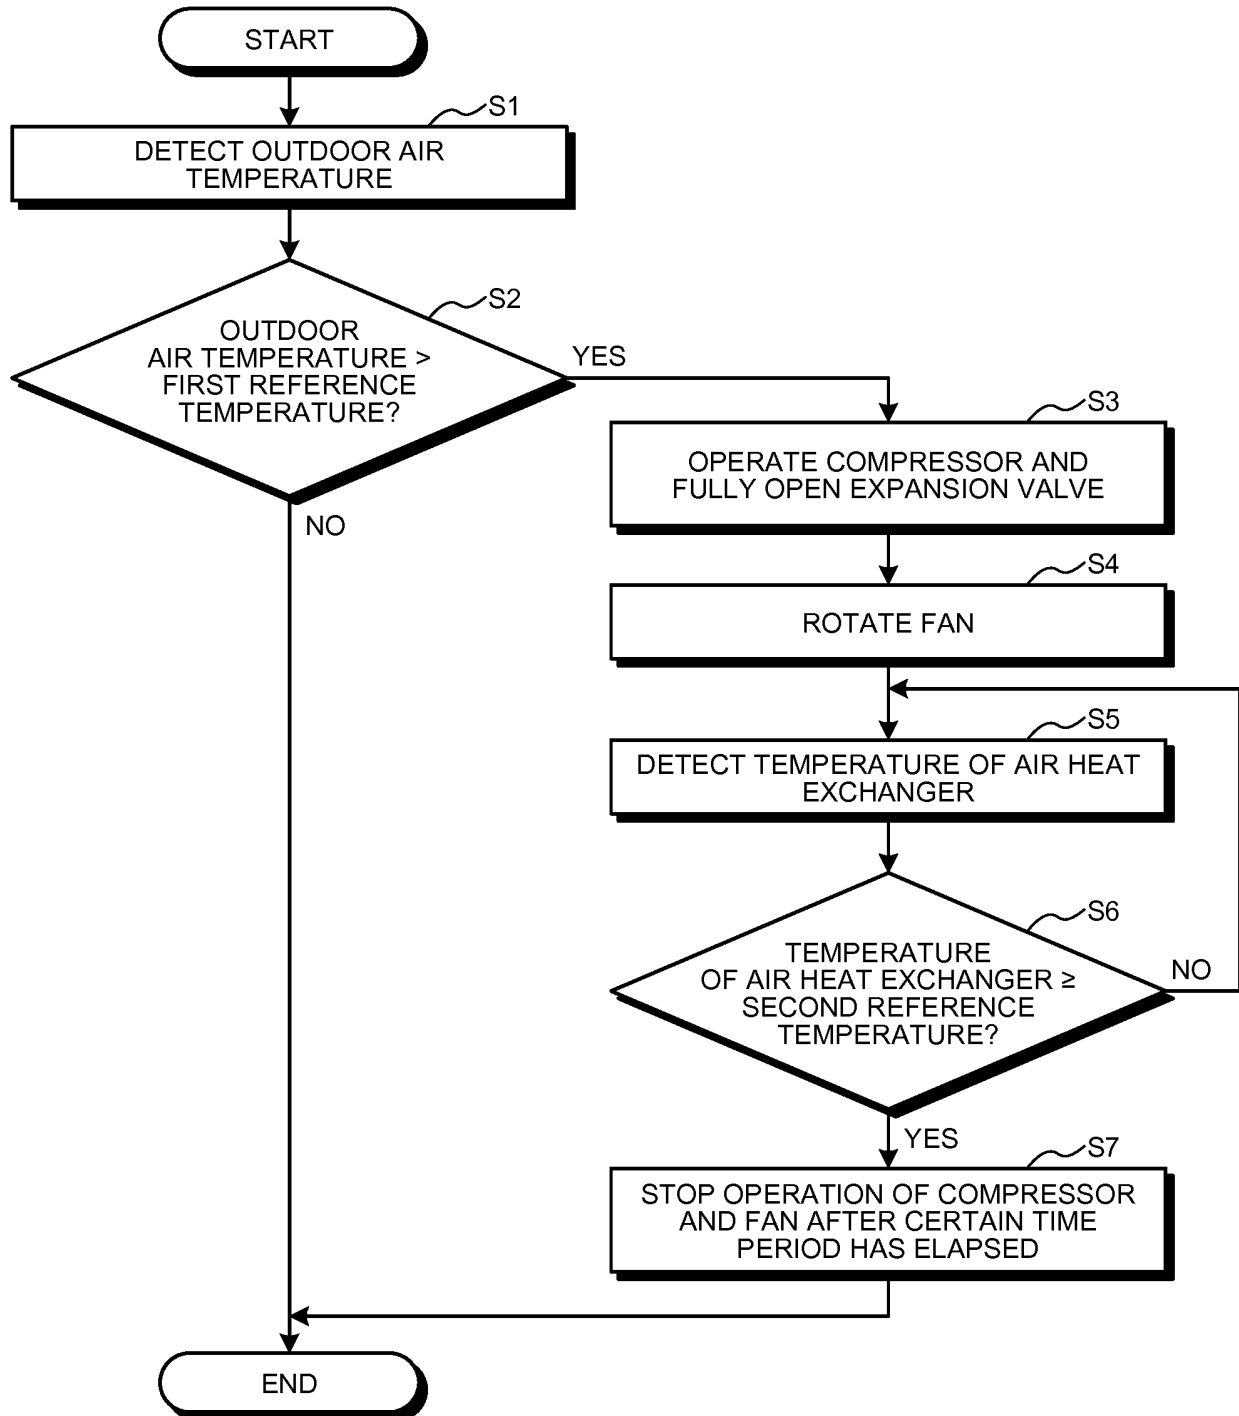 START
S1
DETECT OUTDOOR AIR
TEMPERATURE
S2
OUTDOOR
AIR TEMPERATURE >
FIRST REFERENCE
TEMPERATURE?
YES
NO
S3
OPERATE COMPRESSOR AND
FULLY OPEN EXPANSION VALVE
S4
ROTATE FAN
S5
DETECT TEMPERATURE OF AIR HEAT
EXCHANGER
S6
TEMPERATURE
OF AIR HEAT EXCHANGER ≥
SECOND REFERENCE
TEMPERATURE?
NO
YES
S7
STOP OPERATION OF COMPRESSOR
AND FAN AFTER CERTAIN TIME
PERIOD HAS ELAPSED
END